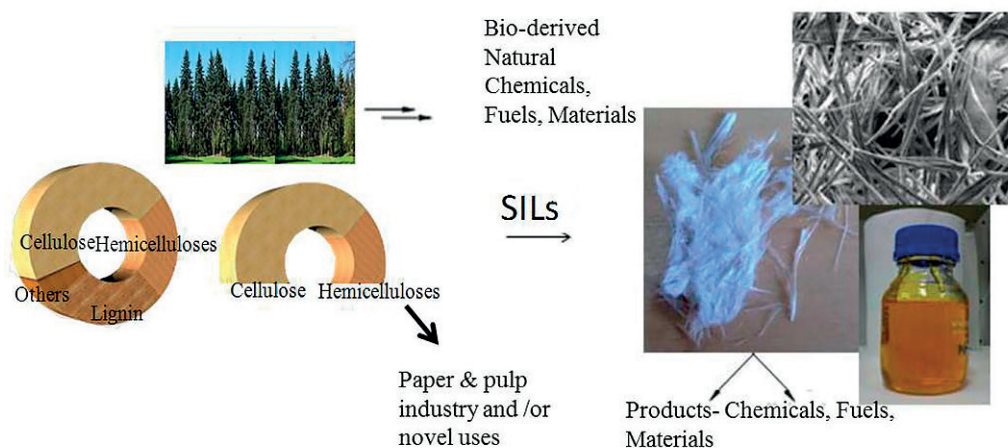 Bio-derived
Natural
Chemicals,
Fuels, Materials
SILs
Cellulose
Hemicelluloses
Others
Lignin
Cellulose
Hemicelluloses
Paper & pulp
industry and /or
novel uses
Products- Chemicals, Fuels,
Materials